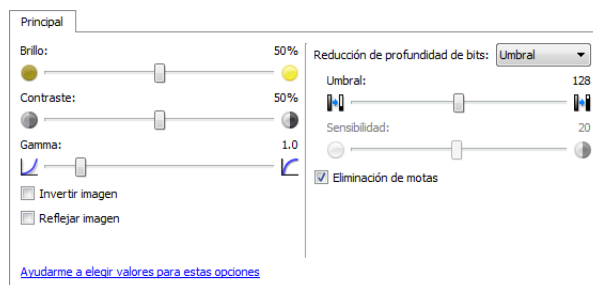 Principal
Brillo: 50%
Contraste: 50%
Gamma: 1.0
Invertir imagen
Reflejar imagen
Ayudarme a elegir valores para estas opciones
Reducción de profundidad de bits: Umbral
Umbral: 128
Sensibilidad: 20
Eliminación de motas